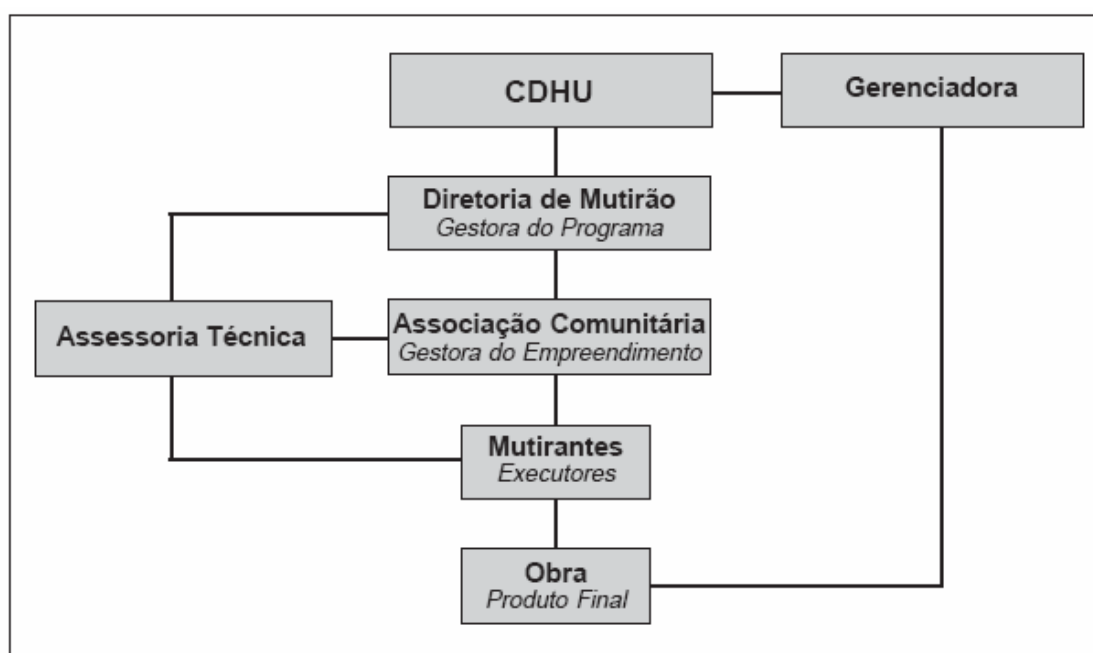 CDHU
Gerenciadora
Diretoria de Mutirão
Gestora do Programa
Assessoria Técnica
Associação Comunitária
Gestora do Empreendimento
Mutirantes
Executores
Obra
Produto Final